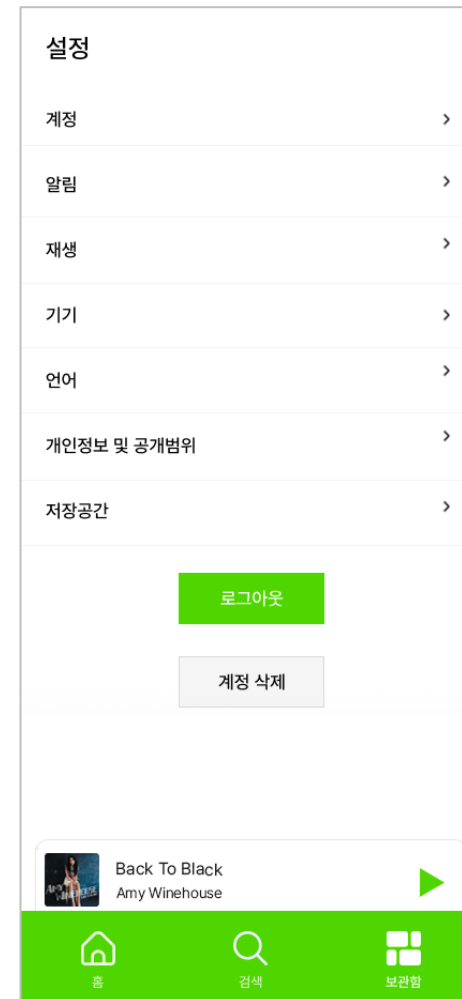 설정
계정
알림
재생
기기
언어
개인정보 및 공개범위
저장공간
로그아웃
계정 삭제
AMY WINEHOUSE
Back To Black
Amy Winehouse
홈
검색
보관함